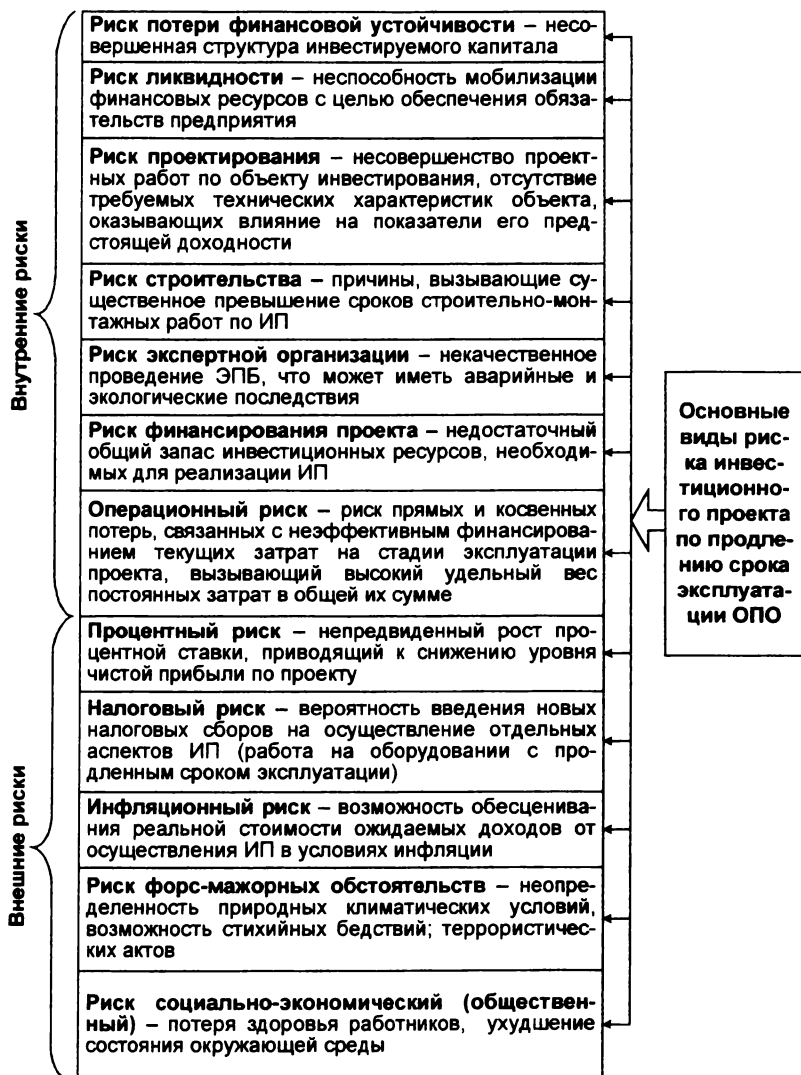 Риск потери финансовой устойчивости – несо-
вершенная структура инвестируемого капитала
Риск ликвидности – неспособность мобилизации
финансовых ресурсов с целью обеспечения обяза-
тельств предприятия
Риск проектирования – несовершенство проект-
ных работ по объекту инвестирования, отсутствие
требуемых технических характеристик объекта,
оказывающих влияние на показатели его пред-
стоящей доходности
Риск строительства – причины, вызывающие су-
щественное превышение сроков строительно-мон-
тажных работ по ИП
Риск экспертной организации – некачественное
проведение ЭПБ, что может иметь аварийные и
экологические последствия
Риск финансирования проекта – недостаточный
общий запас инвестиционных ресурсов, необходи-
мых для реализации ИП
Операционный риск – риск прямых и косвенных
потерь, связанных с неэффективным финансирова-
нием текущих затрат на стадии эксплуатации
проекта, вызывающий высокий удельный вес
постоянных затрат в общей их сумме
Процентный риск – непредвиденный рост про-
центной ставки, приводящий к снижению уровня
чистой прибыли по проекту
Налоговый риск – вероятность введения новых
налоговых сборов на осуществление отдельных
аспектов ИП (работа на оборудовании с про-
дленным сроком эксплуатации)
Инфляционный риск – возможность обесценива-
ния реальной стоимости ожидаемых доходов от
осуществления ИП в условиях инфляции
Риск форс-мажорных обстоятельств – неопре-
деленность природных климатических условий,
возможность стихийных бедствий; террористичес-
ких актов
Риск социально-экономический (обществен-
ный) – потеря здоровья работников, ухудшение
состояния окружающей среды
Внутренние риски
Внешние риски
Основные
виды рис-
ка инвес-
тиционно-
го проекта
по продле-
нию срока
эксплуата-
ции ОПО